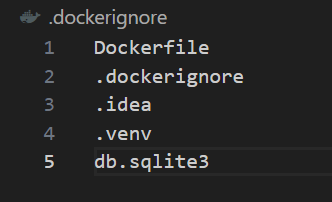 .dockerignore
1 Dockerfile
2 .dockerignore
3 .idea
4 .venv
5 db.sqlite3